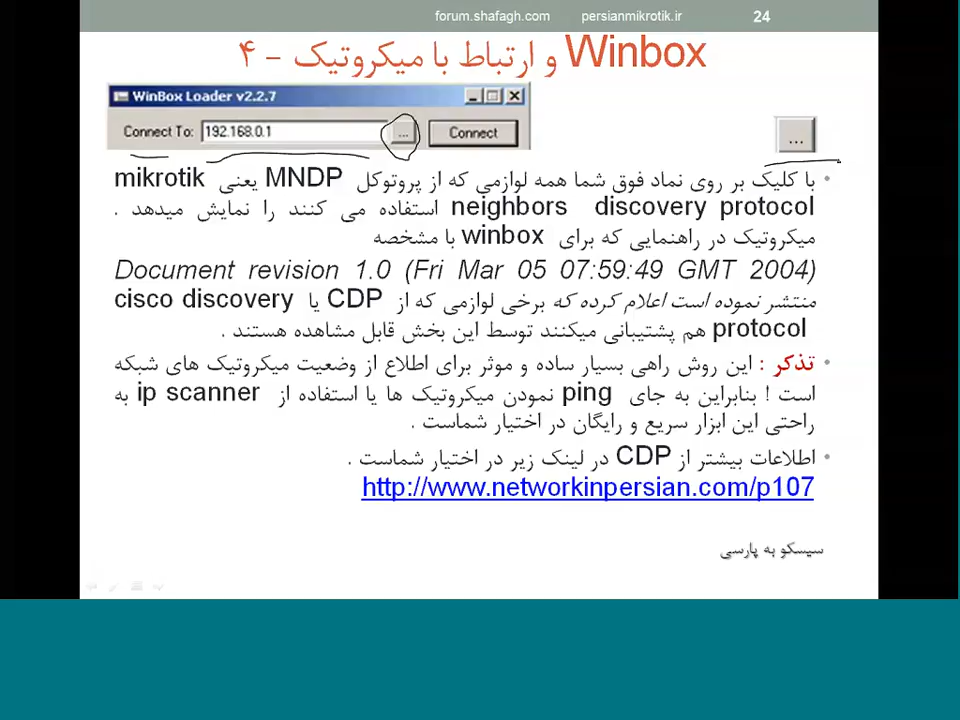 forum.shafagh.com persianmikrotik.ir 24
Winbox و ارتباط با میکروتیک – ۴
WinBox Loader v2.2.7
Connect To: 192.168.0.1 ... Connect
...
با کلیک بر روی نماد فوق شما همه لوازمی که از پروتوکل MNDP یعنی mikrotik
neighbors discovery protocol استفاده می کنند را نمایش میدهد .
میکروتیک در راهنمایی که برای winbox با مشخصه
Document revision 1.0 (Fri Mar 05 07:59:49 GMT 2004)
منتشر نموده است اعلام کرده که برخی لوازمی که از CDP یا cisco discovery
protocol هم پشتیبانی میکنند توسط این بخش قابل مشاهده هستند .
تذکر : این روش راهی بسیار ساده و موثر برای اطلاع از وضعیت میکروتیک های شبکه
است ! بنابراین به جای ping نمودن میکروتیک ها یا استفاده از ip scanner به
راحتی این ابزار سریع و رایگان در اختیار شماست .
اطلاعات بیشتر از CDP در لینک زیر در اختیار شماست .
http://www.networkinpersian.com/p107
سیسکو به پارسی